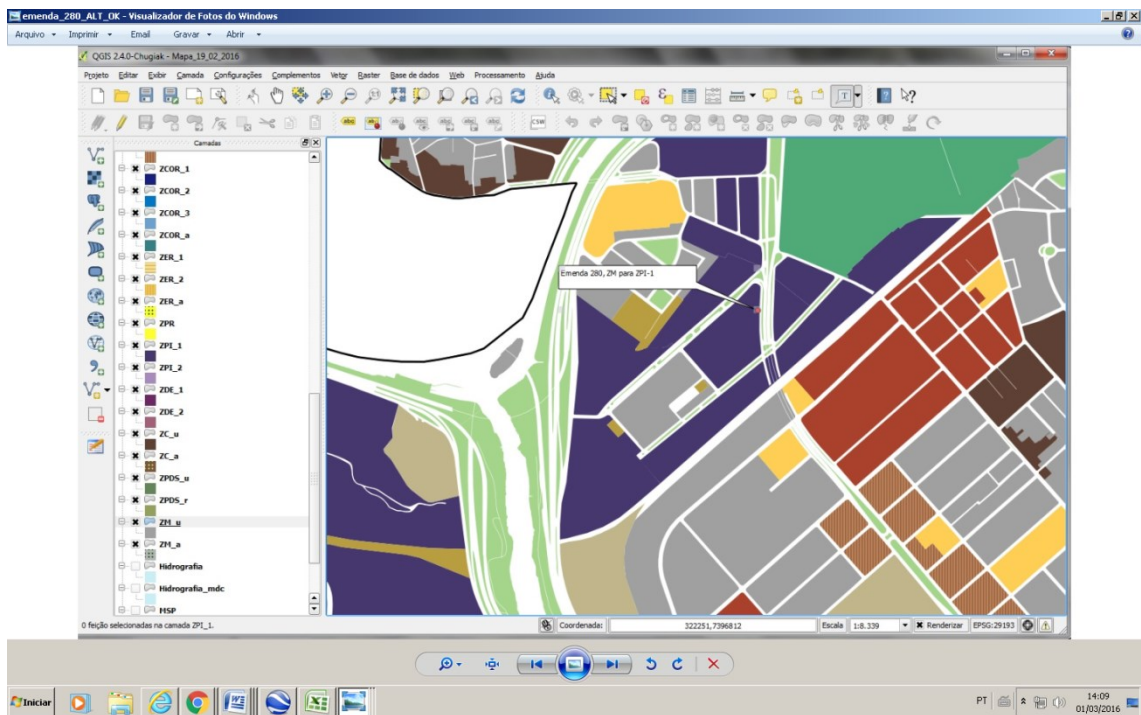 emenda_280_ALT_OK - Visualizador de Fotos do Windows
Arquivo Imprimir Email Gravar Abrir
QGIS 2.4.0-Chugiak - Mapa_19_02_2016
Projeto Editar Exibir Camada Configurações Complementos Vetor Raster Base de dados Web Processamento Ajuda
CSW
Camadas
ZCOR_1
ZCOR_2
ZCOR_3
ZCOR_a
ZER_1
ZER_2
ZER_a
ZPR
ZPI_1
ZPI_2
ZDE_1
ZDE_2
ZC_u
ZC_a
ZPDS_u
ZPDS_r
ZM_u
ZM_a
Hidrografia
Hidrografia_mdc
MSP
Emenda 280, ZM para ZPI-1
0 feição selecionadas na camada ZPI_1.
Coordenada: 322251,7396812 Escala 1:8.339 Renderizar EPSG:29193
Iniciar
PT
14:09
01/03/2016